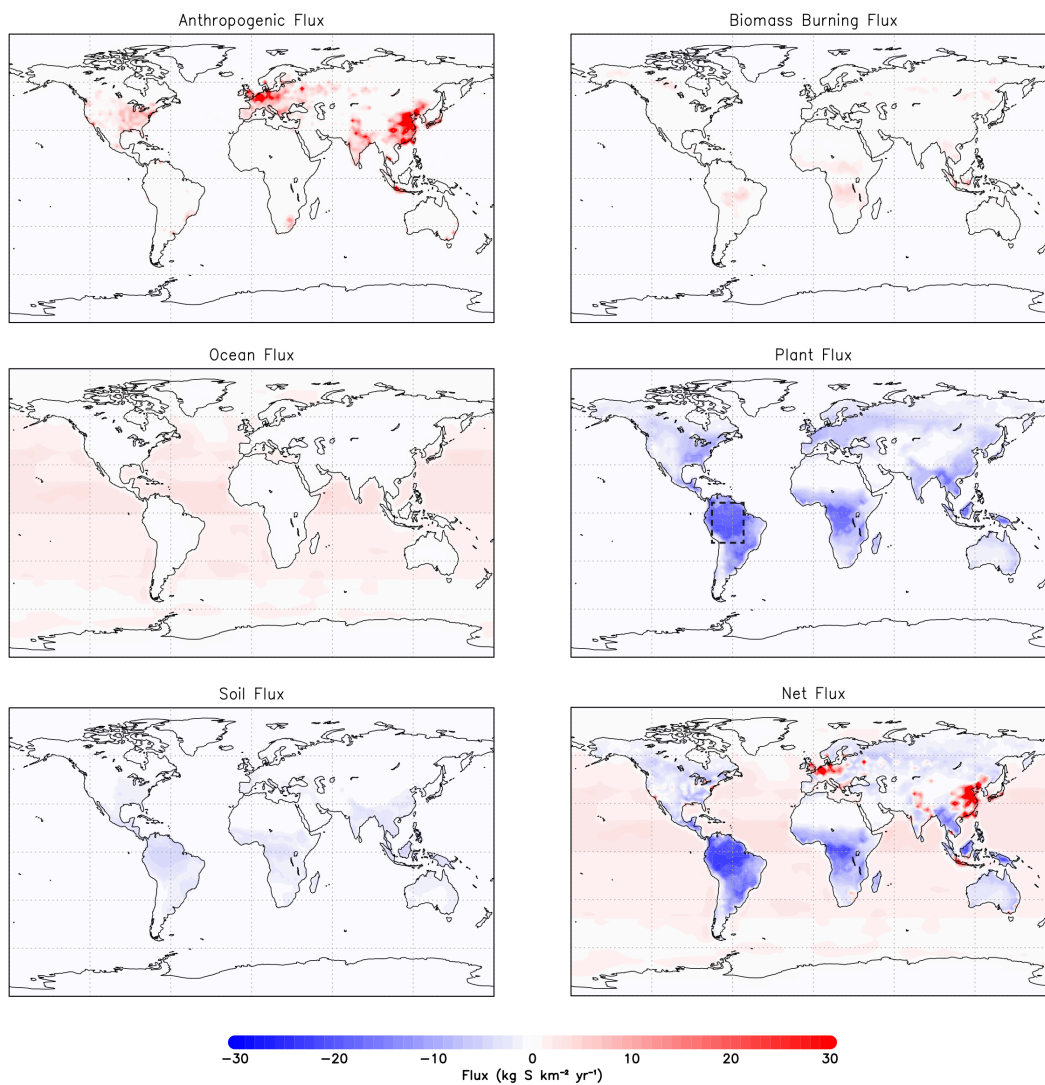 Anthropogenic Flux
Biomass Burning Flux
Ocean Flux
Plant Flux
Soil Flux
Net Flux
−30 −20 −10 0 10 20 30
Flux (kg S km⁻² yr⁻¹)